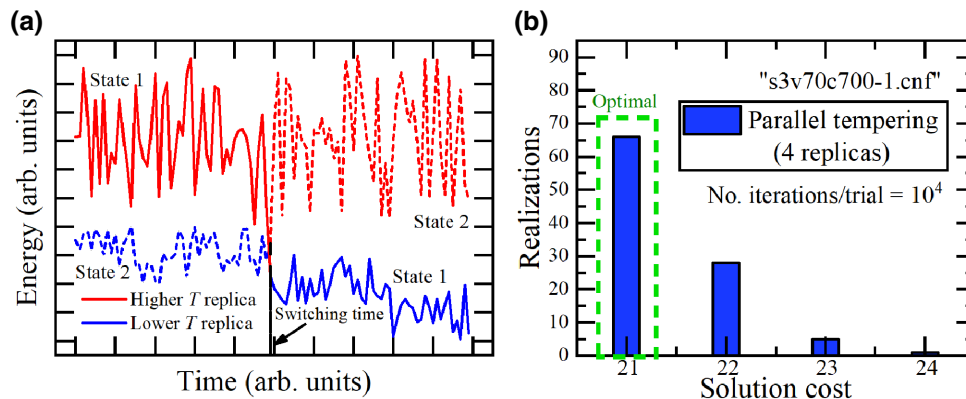 (a)
State 1
State 2
State 2
State 1
Higher T replica
Lower T replica
Switching time
Energy (arb. units)
Time (arb. units)
(b)
90
80
70
60
50
40
30
20
10
0
Realizations
"s3v70c700-1.cnf"
Optimal
Parallel tempering
(4 replicas)
No. iterations/trial = 10⁴
21 22 23 24
Solution cost